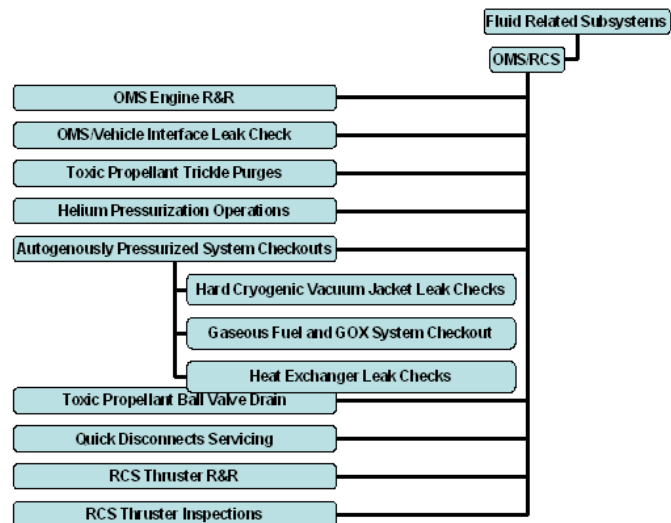 Fluid Related Subsystems
OMS/RCS
OMS Engine R&R
OMS/Vehicle Interface Leak Check
Toxic Propellant Trickle Purges
Helium Pressurization Operations
Autogenously Pressurized System Checkouts
Hard Cryogenic Vacuum Jacket Leak Checks
Gaseous Fuel and GOX System Checkout
Heat Exchanger Leak Checks
Toxic Propellant Ball Valve Drain
Quick Disconnects Servicing
RCS Thruster R&R
RCS Thruster Inspections